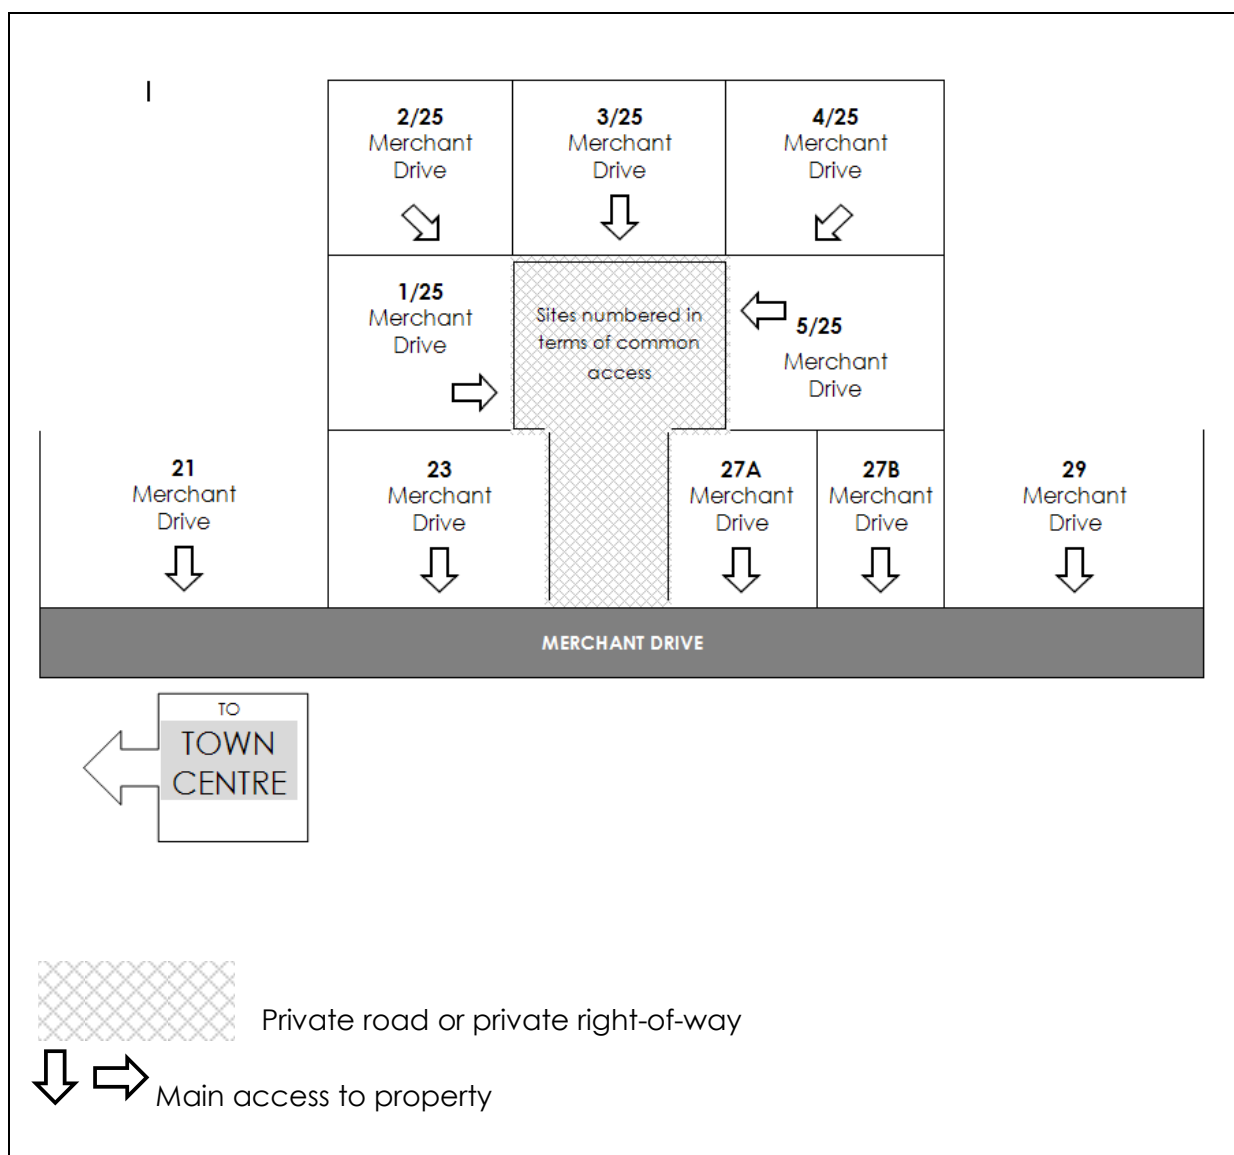 2/25
Merchant
Drive
3/25
Merchant
Drive
4/25
Merchant
Drive
1/25
Merchant
Drive
Sites numbered in
terms of common
access
5/25
Merchant
Drive
21
Merchant
Drive
23
Merchant
Drive
27A
Merchant
Drive
27B
Merchant
Drive
29
Merchant
Drive
MERCHANT DRIVE
TO
TOWN
CENTRE
Private road or private right-of-way
Main access to property